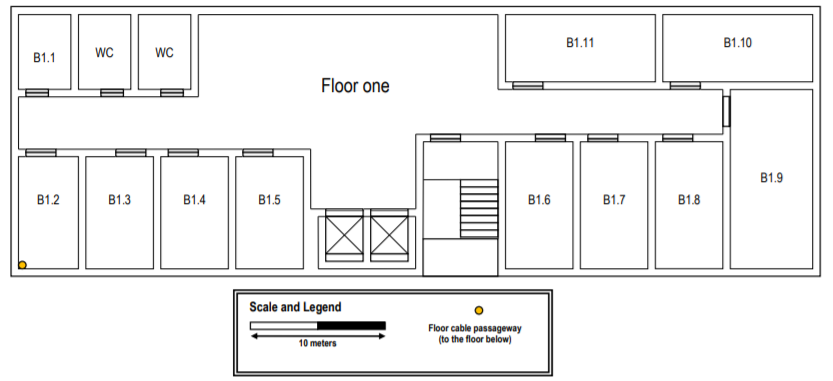 B1.1
WC
WC
Floor one
B1.11
B1.10
B1.2
B1.3
B1.4
B1.5
B1.6
B1.7
B1.8
B1.9
Scale and Legend
10 meters
Floor cable passageway
(to the floor below)